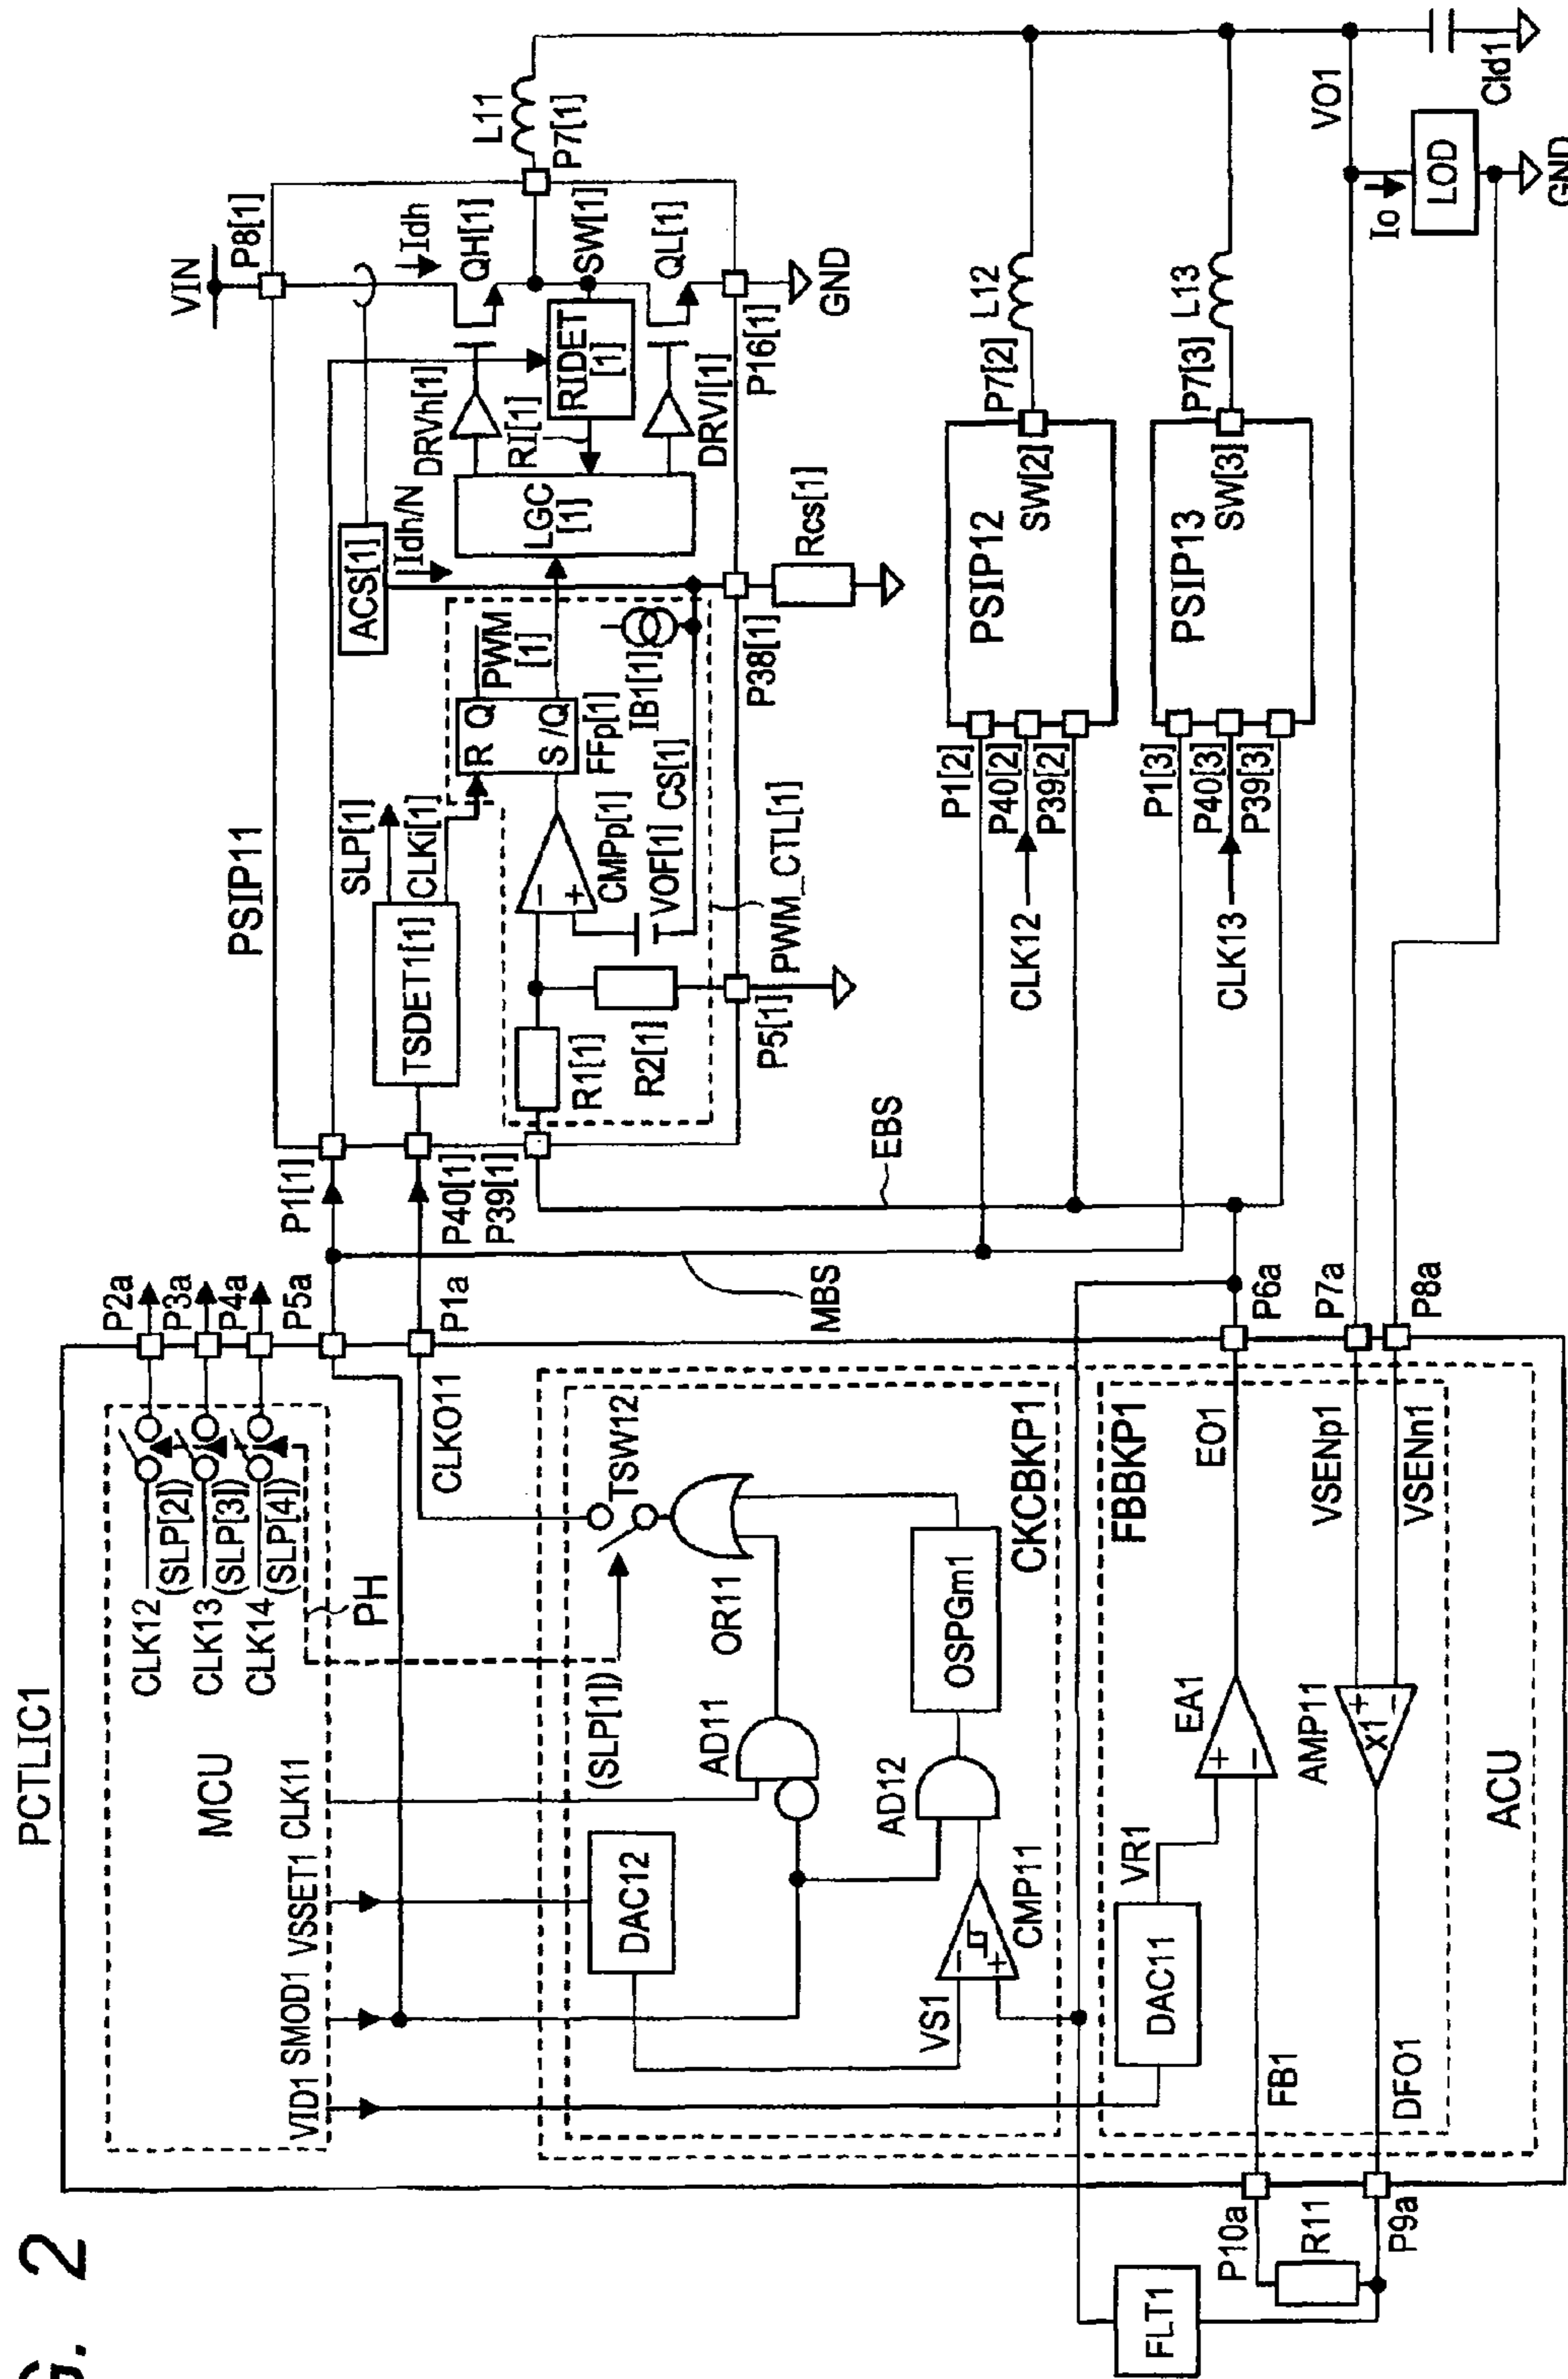 G. 2
PCTLIC1
MCU
CLK12
(SLP[2])
CLK13
(SLP[3])
CLK14
(SLP[4])
P2a
P3a
P4a
P5a
PH
VID1 SMOD1 VSSET1 CLK11
CLKO11
P1a
DAC12
(SLP[1])
TSW12
AD11
OR11
AD12
OSPGm1
CKCBKP1
VS1
CMP11
-
+
FBBKP1
DAC11
VR1
EA1
+
-
EO1
P6a
FB1
VSENp1
P7a
VSENn1
P8a
AMP11
+
-
X1
DFO1
ACU
P10a
R11
P9a
FLT1
MBS
EBS
PSIP11
P1[1]
P40[1]
P39[1]
TSDET1[1]
SLP[1]
CLKi[1]
ACS[1]
Idh/N
VIN
P8[1]
Idh
QH[1]
DRVh[1]
R Q
S /Q
PWM
[1]
FFp[1]
IB1[1]
CS[1]
LGC
[1]
RI[1]
RIDET
[1]
SW[1]
QL[1]
DRVl[1]
P7[1]
L11
P16[1]
GND
R1[1]
R2[1]
-
+
CMPp[1]
VOF[1]
P5[1]
PWM_CTL[1]
P38[1]
Rcs[1]
P1[2]
P40[2]
P39[2]
CLK12
PSIP12
SW[2]
P7[2]
L12
P1[3]
P40[3]
P39[3]
CLK13
PSIP13
SW[3]
P7[3]
L13
VO1
Io
LOD
Cld1
GND